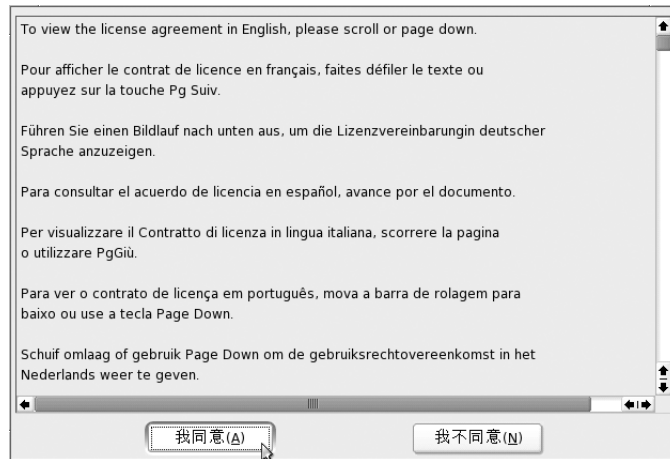 To view the license agreement in English, please scroll or page down.
Pour afficher le contrat de licence en français, faites défiler le texte ou
appuyez sur la touche Pg Suiv.
Führen Sie einen Bildlauf nach unten aus, um die Lizenzvereinbarungin deutscher
Sprache anzuzeigen.
Para consultar el acuerdo de licencia en español, avance por el documento.
Per visualizzare il Contratto di licenza in lingua italiana, scorrere la pagina
o utilizzare PgGiù.
Para ver o contrato de licença em português, mova a barra de rolagem para
baixo ou use a tecla Page Down.
Schuif omlaag of gebruik Page Down om de gebruiksrechtovereenkomst in het
Nederlands weer te geven.
我同意(A) 我不同意(N)